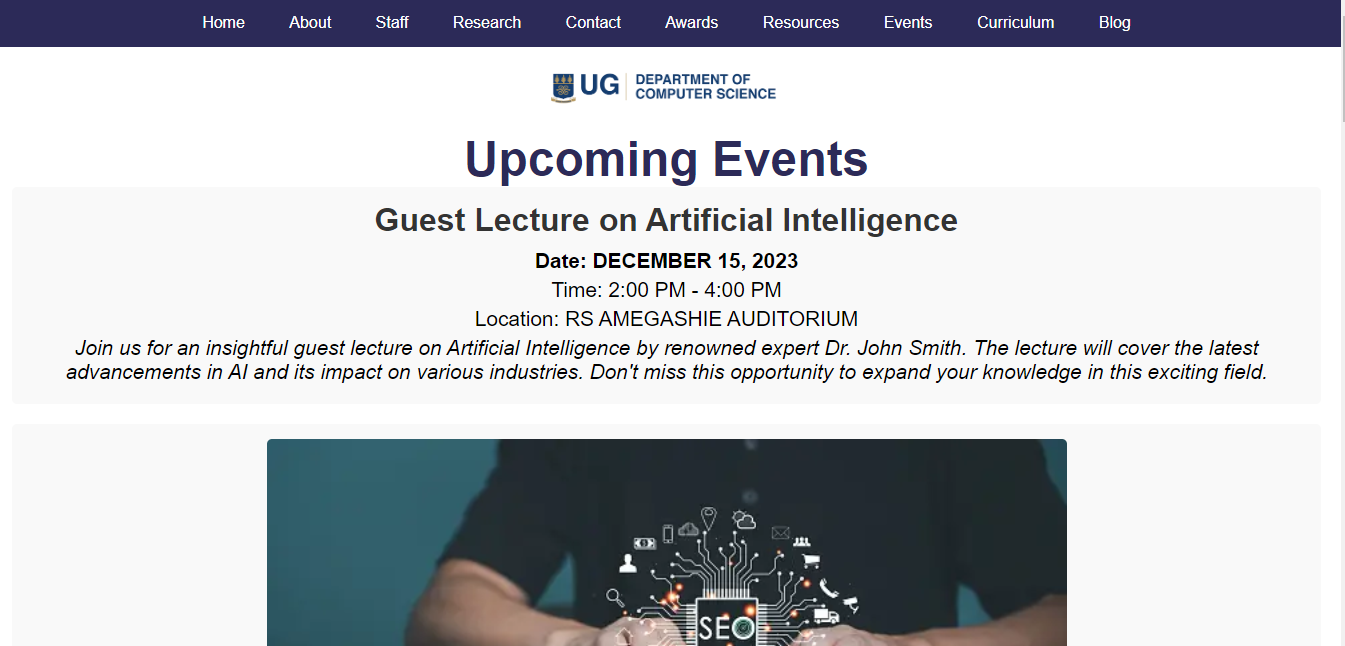 Home About Staff Research Contact Awards Resources Events Curriculum Blog
UG DEPARTMENT OF
COMPUTER SCIENCE
Upcoming Events
Guest Lecture on Artificial Intelligence
Date: DECEMBER 15, 2023
Time: 2:00 PM - 4:00 PM
Location: RS AMEGASHIE AUDITORIUM
Join us for an insightful guest lecture on Artificial Intelligence by renowned expert Dr. John Smith. The lecture will cover the latest
advancements in AI and its impact on various industries. Don't miss this opportunity to expand your knowledge in this exciting field.
SEO